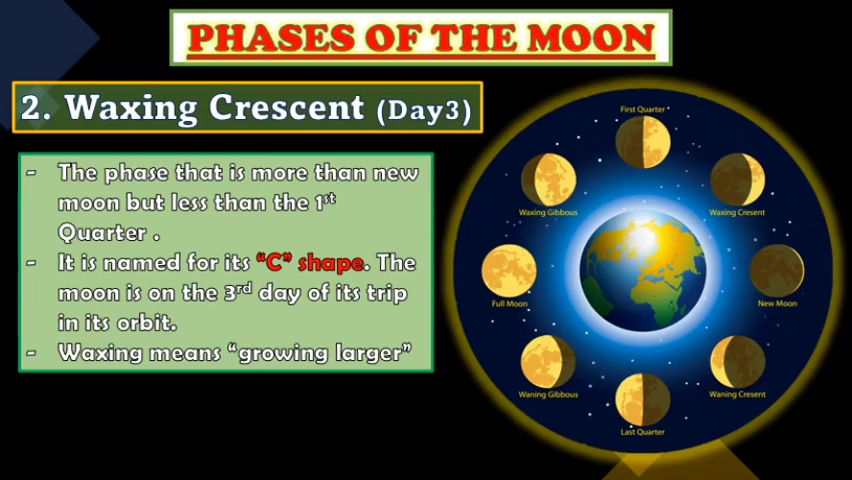 PHASES OF THE MOON
2. Waxing Crescent (Day3)
- The phase that is more than new
moon but less than the 1st
Quarter .
- It is named for its “C” shape. The
moon is on the 3rd day of its trip
in its orbit.
- Waxing means “growing larger”
First Quarter
Waxing Gibbous
Waxing Cresent
Full Moon
New Moon
Waning Gibbous
Waning Cresent
Last Quarter